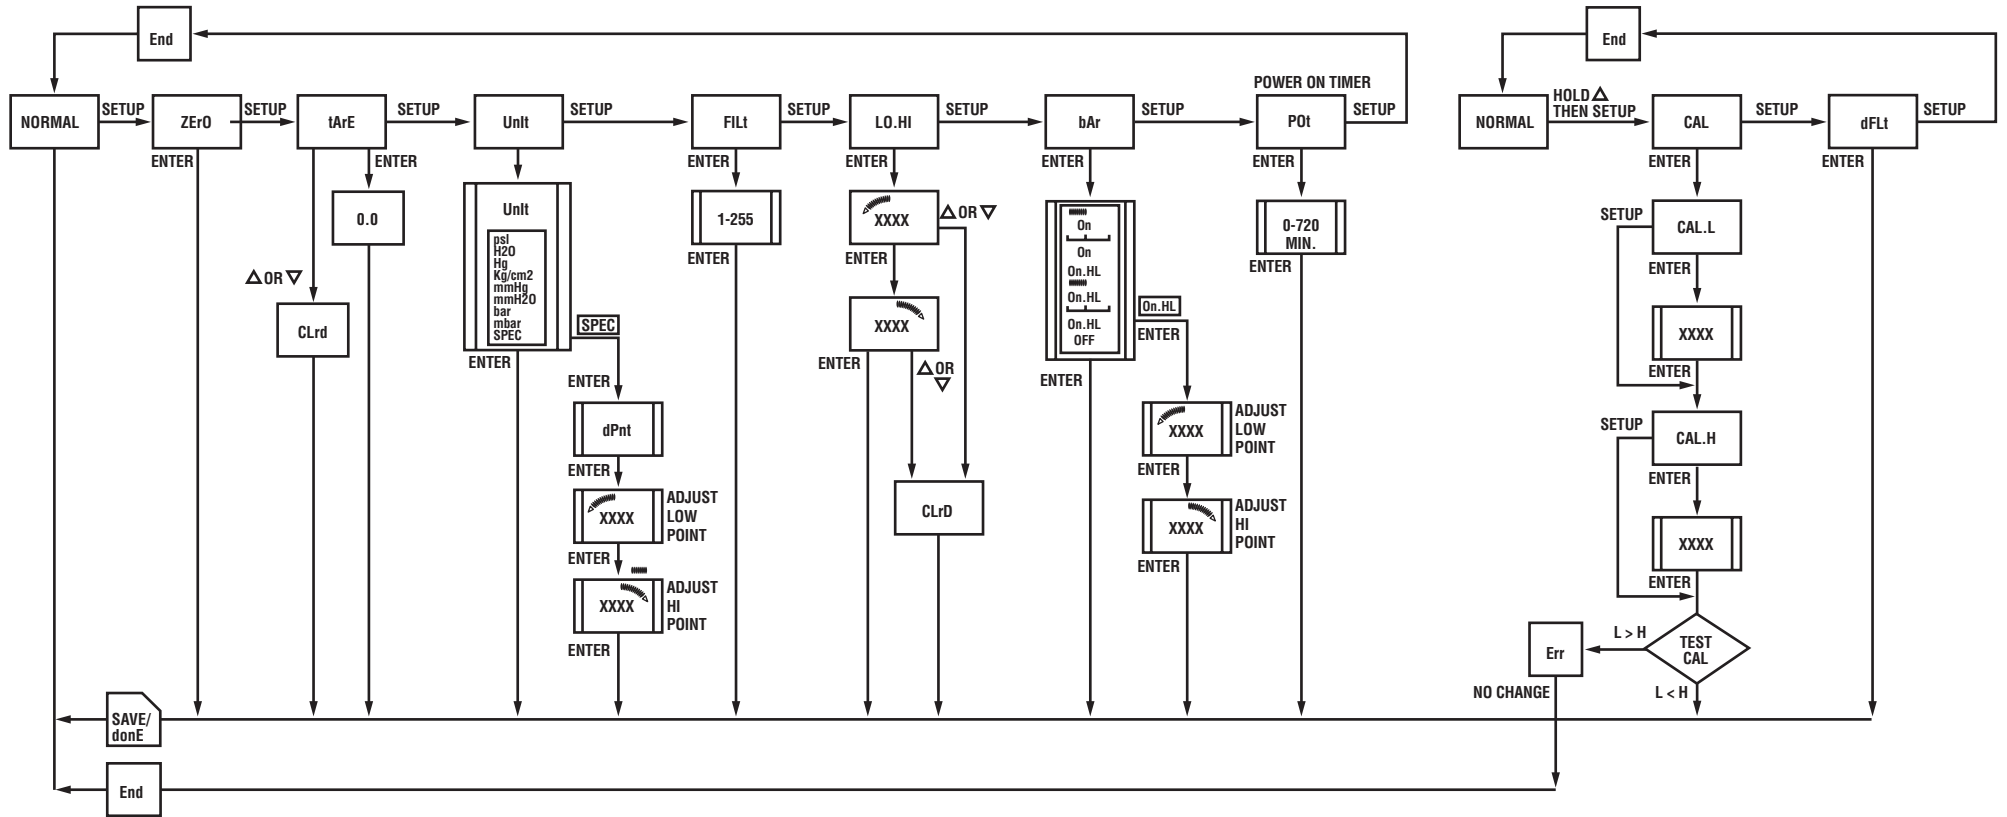 End
End
POWER ON TIMER
NORMAL
SETUP
ZErO
SETUP
tArE
SETUP
UnIt
SETUP
FILt
SETUP
LO.HI
SETUP
bAr
SETUP
POt
SETUP
NORMAL
HOLD △
THEN SETUP
CAL
SETUP
dFLt
SETUP
ENTER
ENTER
ENTER
ENTER
ENTER
ENTER
ENTER
ENTER
0.0
△ OR ▽
CLrd
UnIt
psI
H2O
Hg
Kg/cm2
mmHg
mmH2O
bar
mbar
SPEC
SPEC
ENTER
ENTER
dPnt
ENTER
XXXX
ADJUST
LOW
POINT
ENTER
XXXX
ADJUST
HI
POINT
ENTER
1-255
ENTER
XXXX
△ OR ▽
ENTER
XXXX
ENTER
△ OR
▽
CLrD
On
On
On.HL
On.HL
On.HL
OFF
On.HL
ENTER
ENTER
XXXX
ADJUST
LOW
POINT
ENTER
XXXX
ADJUST
HI
POINT
ENTER
0-720
MIN.
ENTER
SETUP
CAL.L
ENTER
XXXX
ENTER
SETUP
CAL.H
ENTER
XXXX
ENTER
TEST
CAL
L > H
Err
NO CHANGE
L < H
SAVE/
donE
End